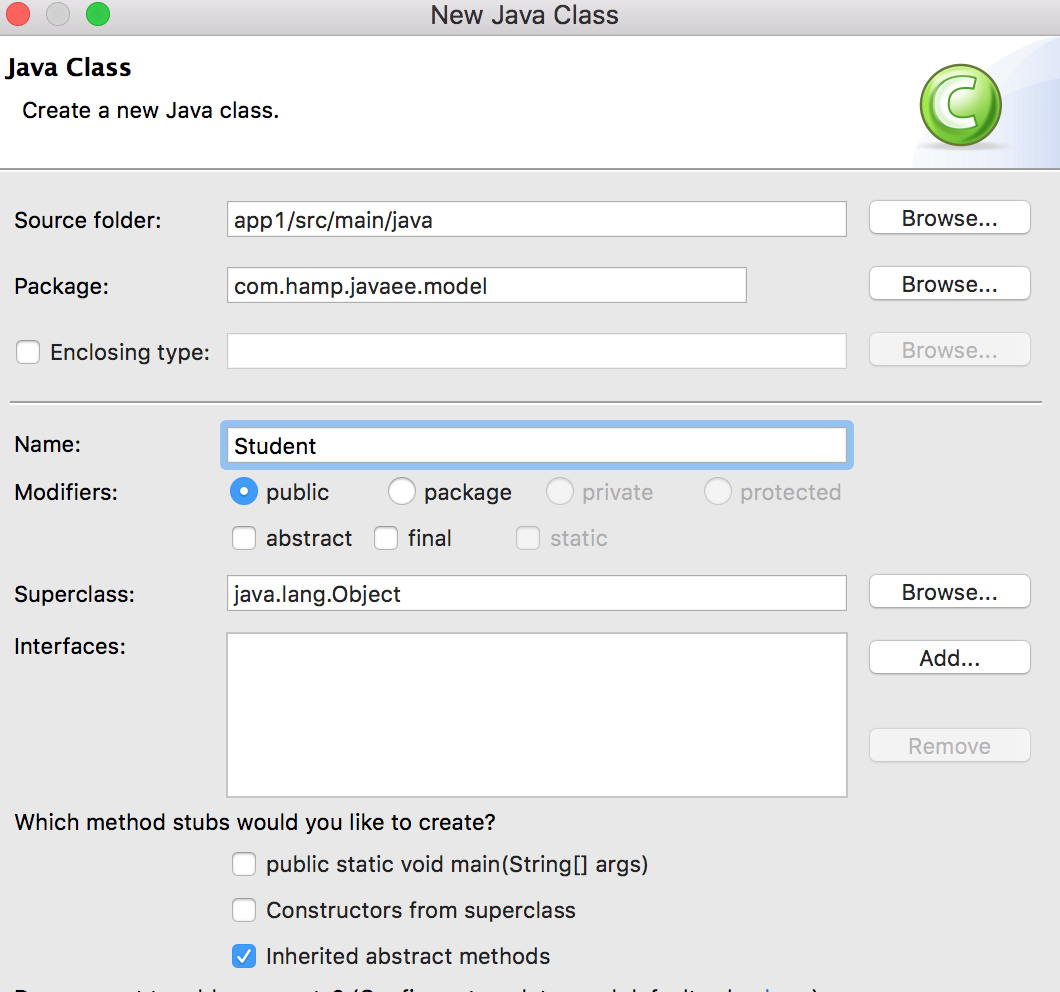 New Java Class
Java Class
Create a new Java class.
Source folder: app1/src/main/java Browse...
Package: com.hamp.javaee.model Browse...
Enclosing type: Browse...
Name: Student
Modifiers: public package private protected
abstract final static
Superclass: java.lang.Object Browse...
Interfaces: Add...
Remove
Which method stubs would you like to create?
public static void main(String[] args)
Constructors from superclass
Inherited abstract methods